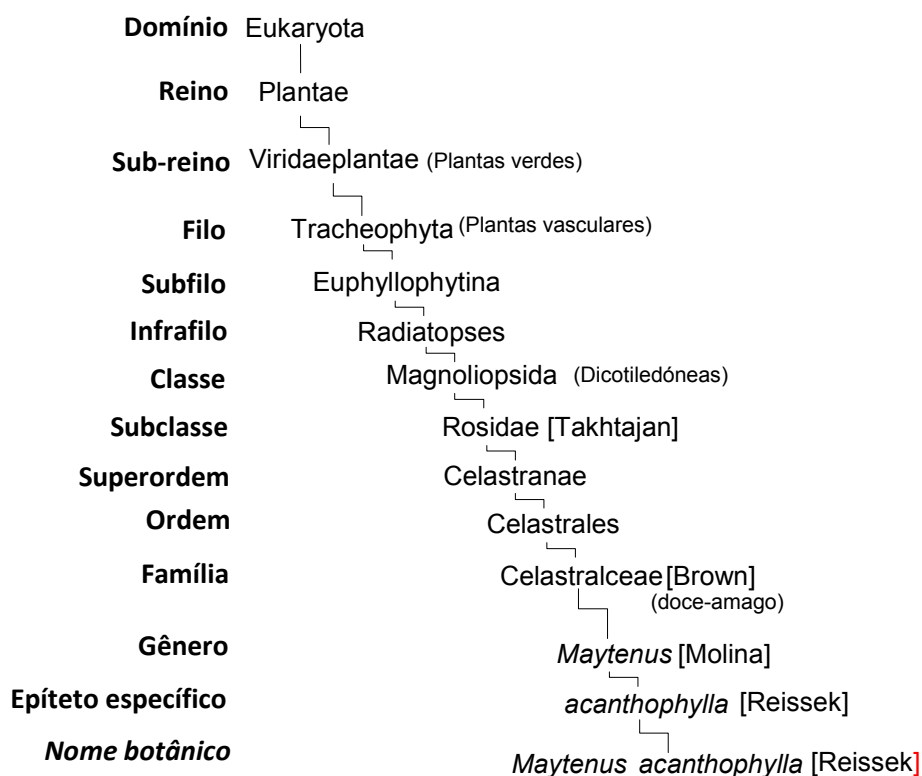 Domínio Eukaryota
Reino Plantae
Sub-reino Viridaeplantae (Plantas verdes)
Filo Tracheophyta (Plantas vasculares)
Subfilo Euphyllophytina
Infrafilo Radiatopses
Classe Magnoliopsida (Dicotiledóneas)
Subclasse Rosidae [Takhtajan]
Superordem Celastranae
Ordem Celastrales
Família Celastralceae [Brown]
(doce-amago)
Gênero Maytenus [Molina]
Epíteto específico acanthophylla [Reissek]
Nome botânico Maytenus acanthophylla [Reissek]